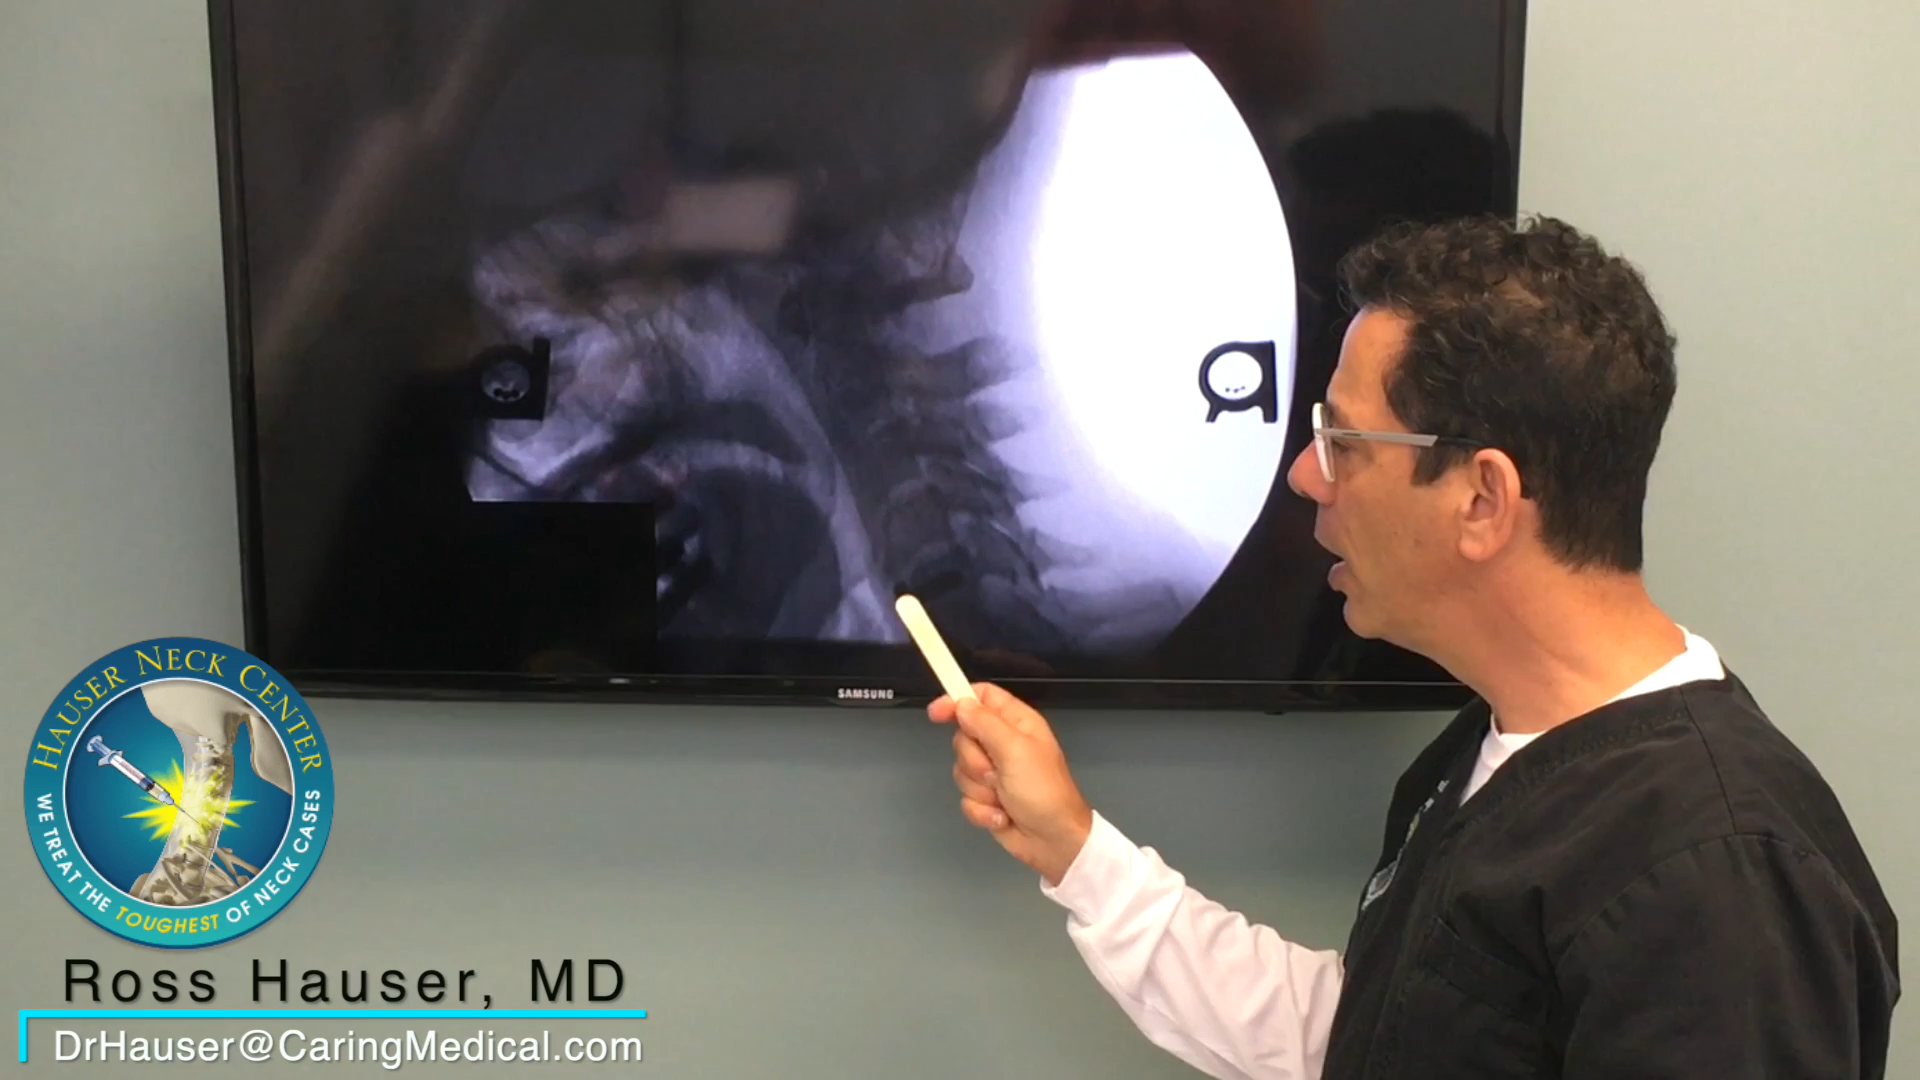 SAMSUNG
HAUSER NECK CENTER
WE TREAT THE TOUGHEST OF NECK CASES
Ross Hauser, MD
DrHauser@CaringMedical.com